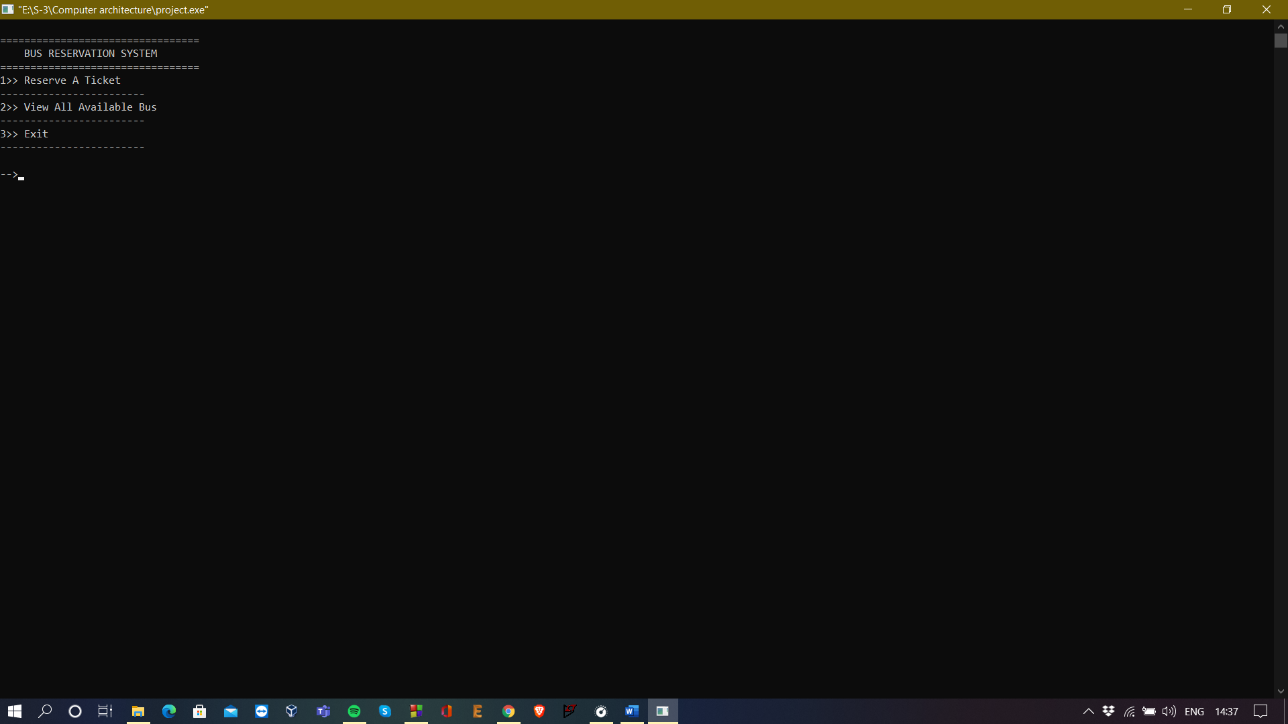 "E:\S-3\Computer architecture\project.exe"
=================================
BUS RESERVATION SYSTEM
=================================
1>> Reserve A Ticket
------------------------
2>> View All Available Bus
------------------------
3>> Exit
------------------------
-->
ENG 14:37